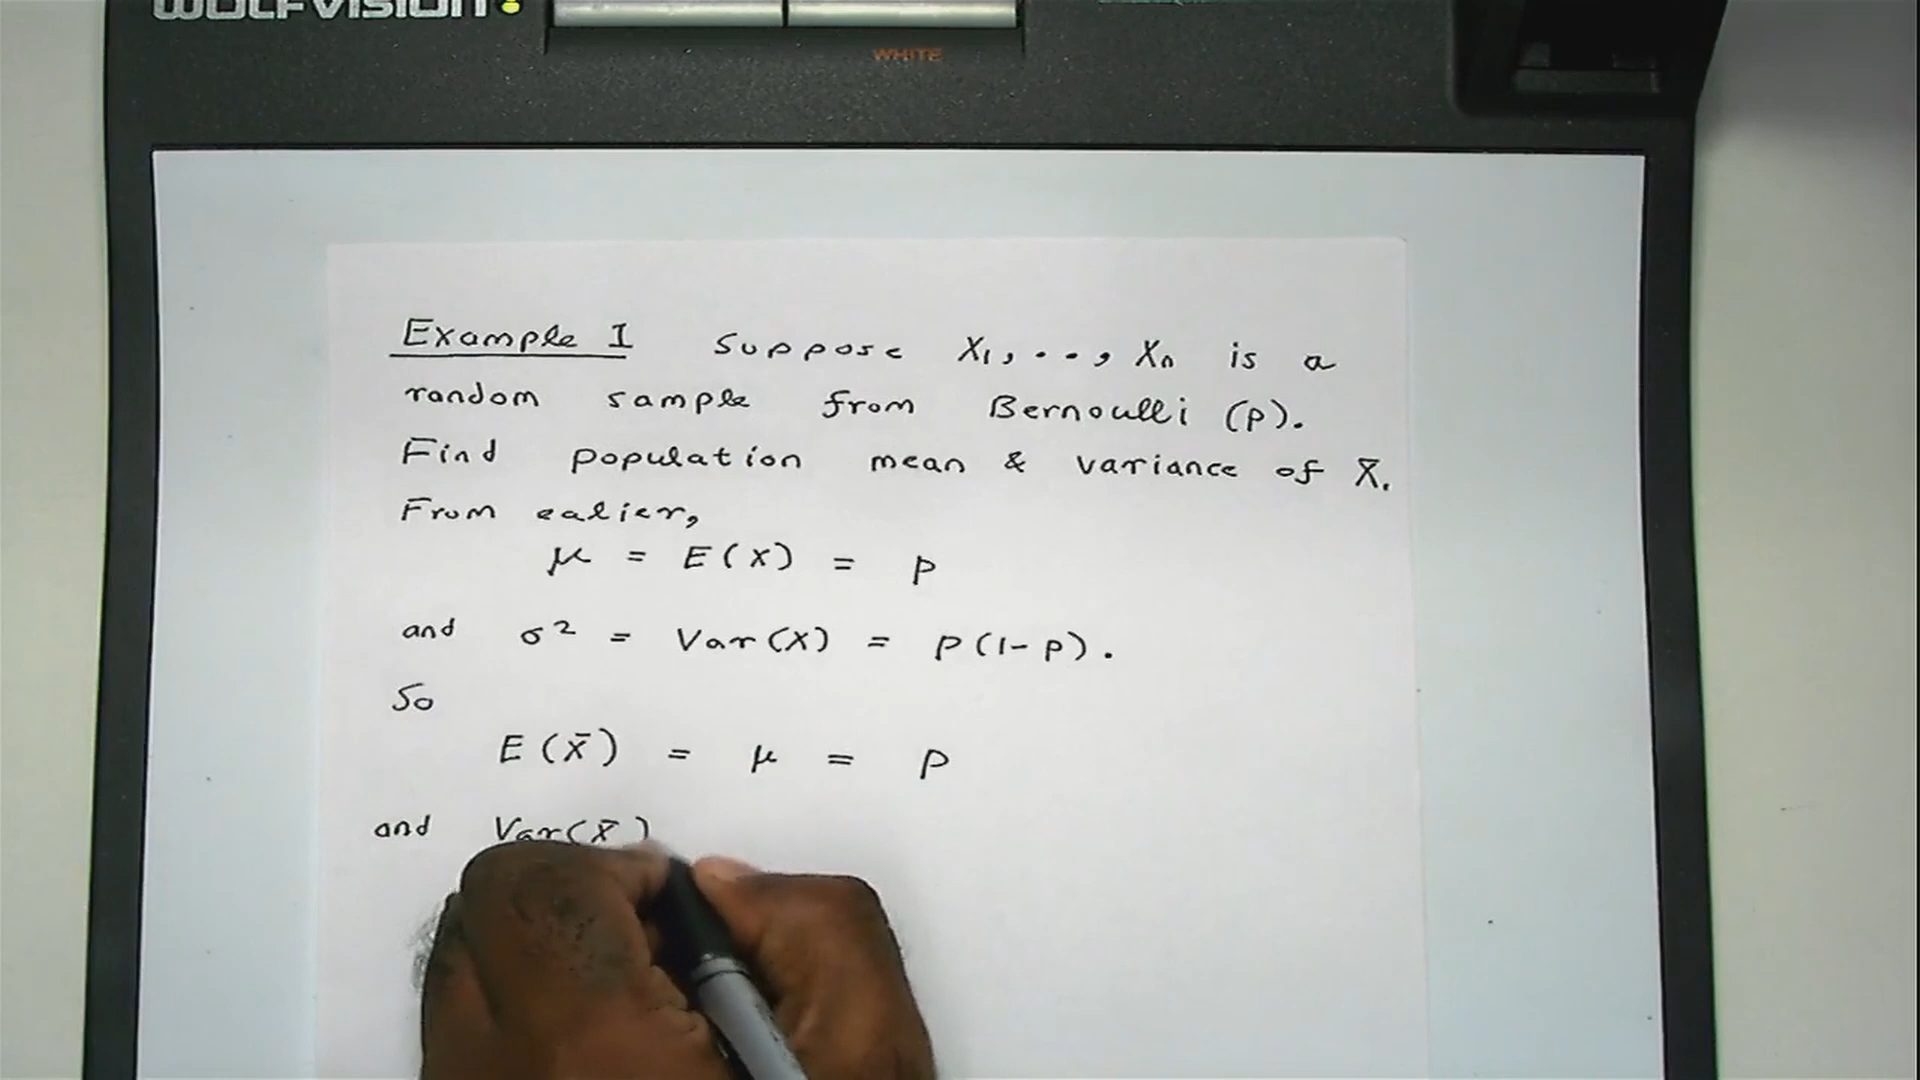 WOLFVISION
WHITE
Example 1 Suppose X₁, . . , Xₙ is a
random sample from Bernoulli (p).
Find population mean & variance of X̄.
From ealier,
μ = E(X) = p
and σ² = Var(X) = p(1-p).
So
E(X̄) = μ = p
and Var(X̄)